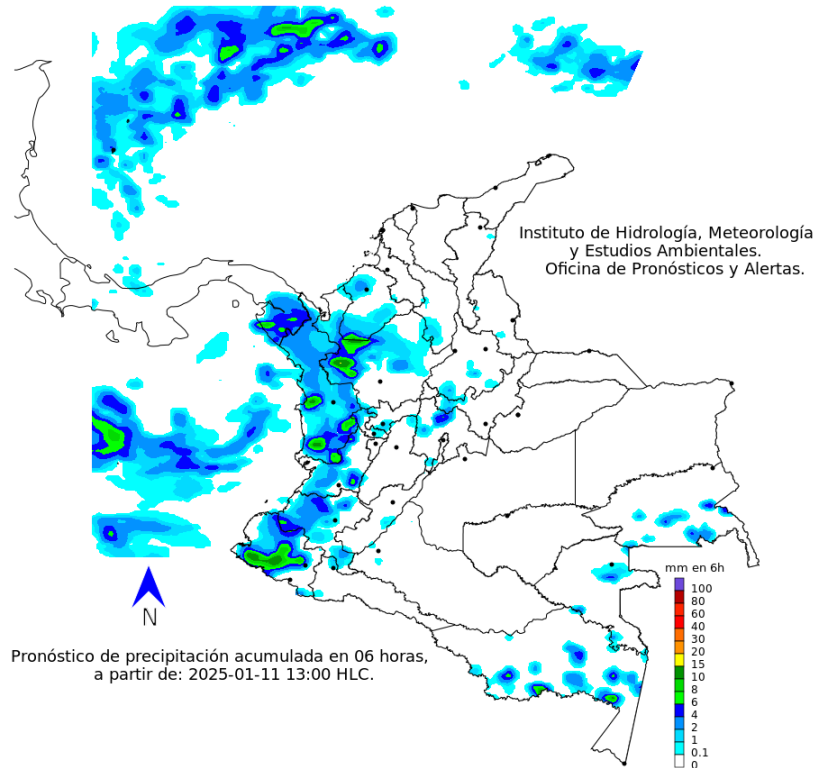 Instituto de Hidrología, Meteorología
y Estudios Ambientales.
Oficina de Pronósticos y Alertas.
mm en 6h
100
80
60
40
30
20
15
10
8
6
4
2
1
0.1
0
N
Pronóstico de precipitación acumulada en 06 horas,
a partir de: 2025-01-11 13:00 HLC.